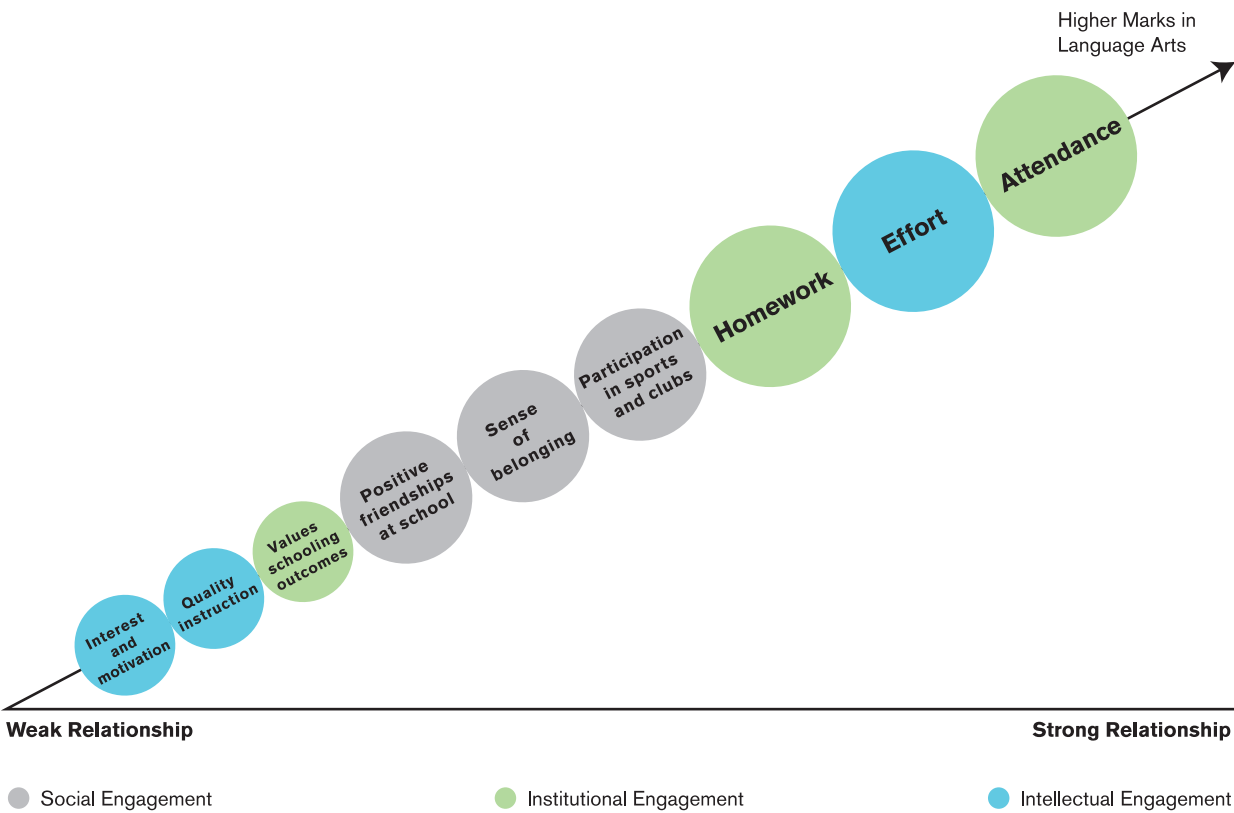 Higher Marks in
Language Arts
Attendance
Effort
Homework
Participation
in sports
and clubs
Sense
of
belonging
Positive
friendships
at school
Values
schooling
outcomes
Quality
instruction
Interest
and
motivation
Weak Relationship
Strong Relationship
Social Engagement
Institutional Engagement
Intellectual Engagement